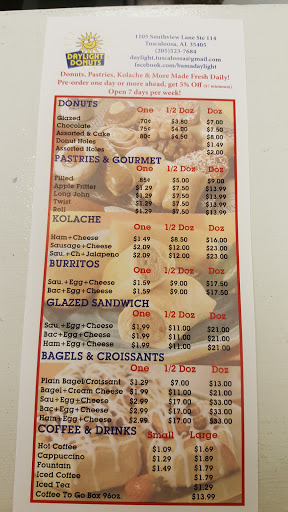 DAYLIGHT
DONUTS
1105 Southview Lane Ste 114
Tuscaloosa, AL 35405
(205)523-7684
daylight.tuscaloosa@gmail.com
facebook.com/bamadaylight
Donuts, Pastries, Kolache & More Made Fresh Daily!
Pre-order one day or more ahead, get 5% Off
Open 7 days per week!
DONUTS
One 1/2 Doz Doz
Glazed 70¢ $3.80 $7.00
Chocolate 75¢ $4.00 $7.50
Assorted & Cake 80¢ $4.50 $8.00
Donut Holes $1.49
Assorted Holes $2.00
PASTRIES & GOURMET
One 1/2 Doz Doz
Filled .85¢ $5.00 $9.00
Apple Fritter $1.29 $7.50 $13.99
Long John $1.29 $7.50 $13.99
Twist $1.29 $7.50 $13.99
Roll $1.29 $7.50 $13.99
KOLACHE
One 1/2 Doz Doz
Ham+Cheese $1.49 $8.50 $16.00
Sausage+Cheese $2.09 $12.00 $23.00
Sau.+Ch+Jalapeno $2.09 $12.00 $23.00
BURRITOS
One 1/2 Doz Doz
Sau.+Egg+Cheese $1.59 $9.00 $17.50
Bac+Egg+Cheese $1.59 $9.00 $17.50
GLAZED SANDWICH
One 1/2 Doz Doz
Sau.+Egg+Cheese $1.99 $11.00 $21.00
Bac+Egg+Cheese $1.99 $11.00 $21.00
Ham+Egg+Cheese $1.99 $11.00 $21.00
BAGELS & CROISSANTS
One 1/2 Doz Doz
Plain Bagel/Croissant $1.29 $7.00 $13.00
Bagel+Cream Cheese $1.99 $11.00 $21.00
Sau+Egg+Cheese $2.99 $17.00 $33.00
Bac+Egg+Cheese $2.99 $17.00 $33.00
Ham+Egg+Cheese $2.99 $17.00 $33.00
COFFEE & DRINKS Small Large
Hot Coffee $1.09 $1.69
Cappuccino $1.29 $1.89
Fountain $1.49 $1.79
Iced Coffee $1.79
Iced Tea $1.29
Coffee To Go Box 96oz. $13.99